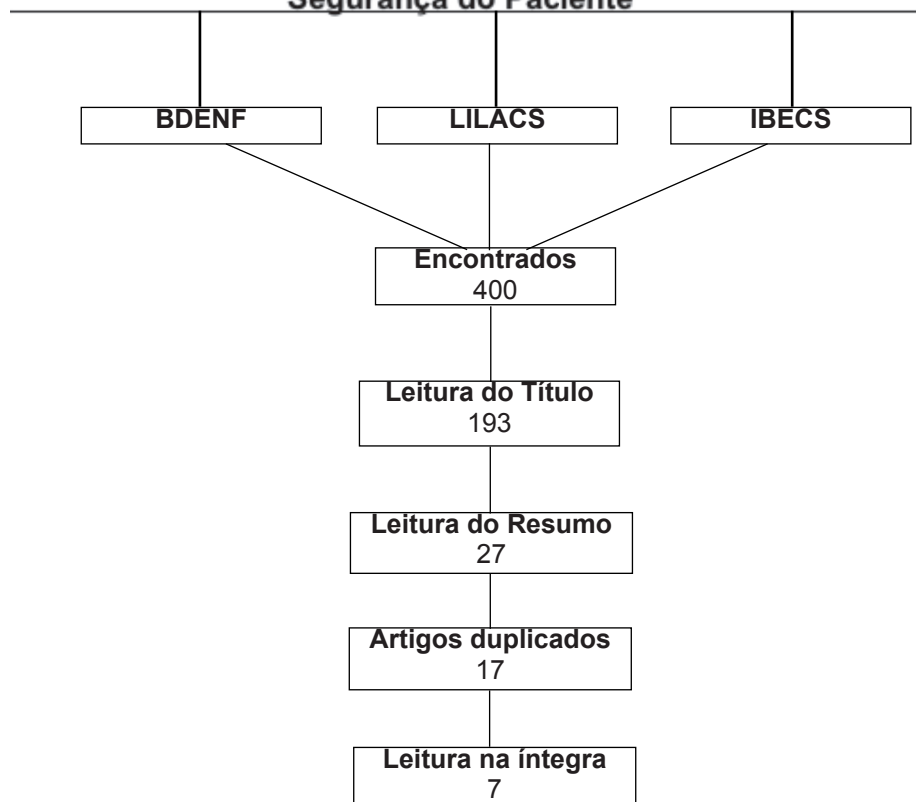 Segurança do Paciente
BDENF LILACS IBECS
Encontrados
400
Leitura do Título
193
Leitura do Resumo
27
Artigos duplicados
17
Leitura na íntegra
7